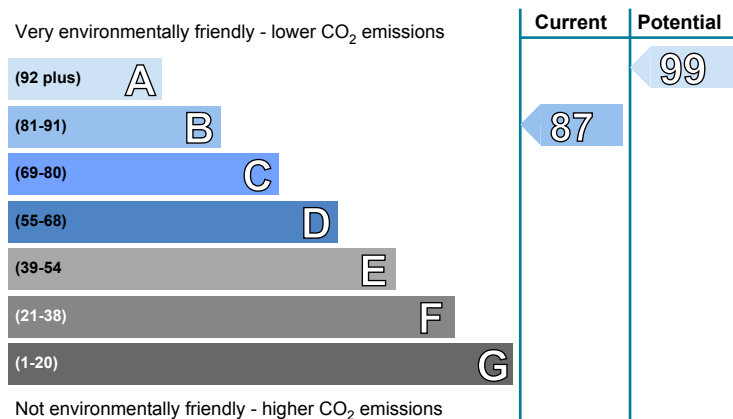 Very environmentally friendly - lower CO₂ emissions
Current
Potential
(92 plus) A
99
(81-91) B
87
(69-80) C
(55-68) D
(39-54 E
(21-38) F
(1-20) G
Not environmentally friendly - higher CO₂ emissions